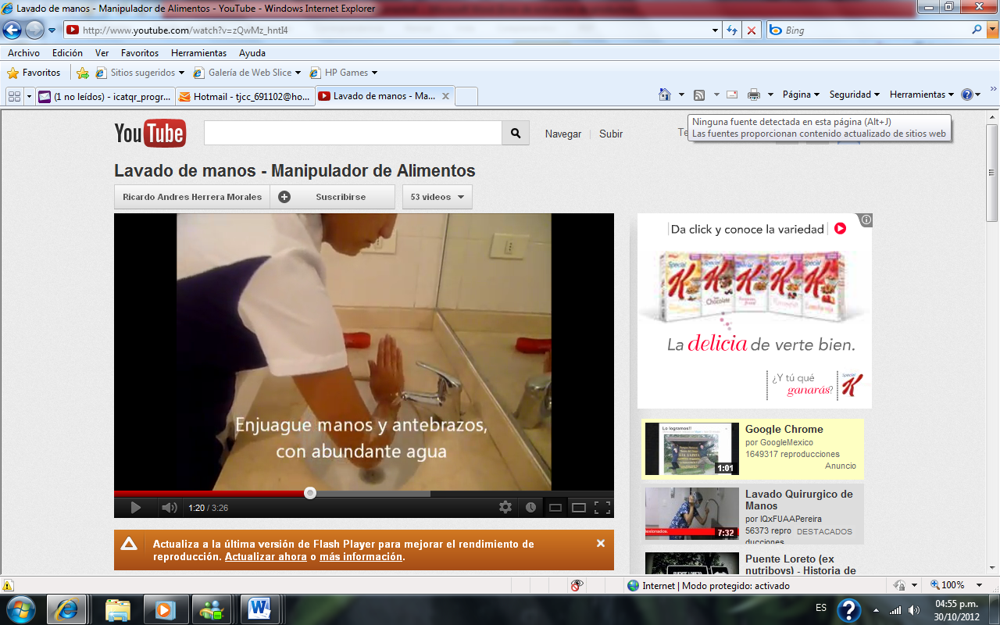 Lavado de manos - Manipulador de Alimentos - YouTube - Windows Internet Explorer
http://www.youtube.com/watch?v=zQwMz_hntl4
Bing
Archivo Edición Ver Favoritos Herramientas Ayuda
Favoritos Sitios sugeridos Galería de Web Slice HP Games
(1 no leídos) - icatqr_progr... Hotmail - tjcc_691102@ho... Lavado de manos - Ma... Página Seguridad Herramientas
Ninguna fuente detectada en esta página (Alt+J)
Las fuentes proporcionan contenido actualizado de sitios web
YouTube Navegar Subir
Lavado de manos - Manipulador de Alimentos
Ricardo Andres Herrera Morales Suscribirse 53 videos
Enjuague manos y antebrazos,
con abundante agua
1:20 / 3:26
Actualiza a la última versión de Flash Player para mejorar el rendimiento de
reproducción. Actualizar ahora o más información.
Da click y conoce la variedad
Special K
Chocolate
La delicia de verte bien.
¿Y tú qué
ganarás?
Special K
Lo logramos!!
1:01
Google Chrome
por GoogleMexico
1649317 reproducciones
Anuncio
7:32
Lavado Quirurgico de
Manos
por IQxFUAAPereira
56373 repro DESTACADOS
ducciones
PUENTE LORETO
Puente Loreto (ex
nutriboys) - Historia de
Internet | Modo protegido: activado 100%
ES
04:55 p.m.
30/10/2012